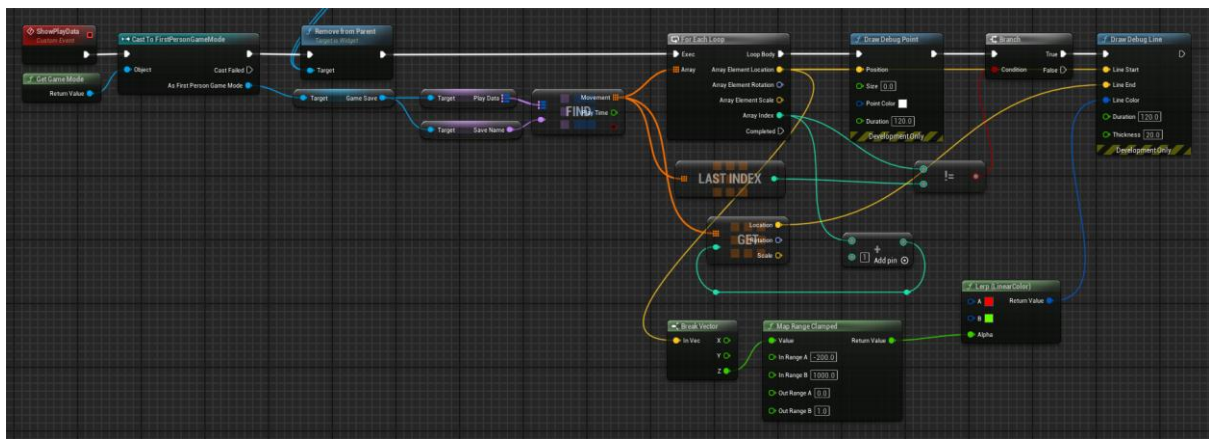 ShowPlayData
Custom Event
Get Game Mode
Return Value
Cast To FirstPersonGameMode
Object
Cast Failed
As First Person Game Mode
Remove from Parent
Target is Widget
Target
Target Game Save
Target Play Data
Target Save Name
FIND
Movement
Play Time
For Each Loop
Exec Loop Body
Array Array Element Location
Array Element Rotation
Array Element Scale
Array Index
Completed
LAST INDEX
GET
Location
Rotation
Scale
Draw Debug Point
Position
Size 0.0
Point Color
Duration 120.0
Development Only
Branch
True
Condition False
!=
+
1 Add pin
Draw Debug Line
Line Start
Line End
Line Color
Duration 120.0
Thickness 20.0
Development Only
Break Vector
In Vec X
Y
Z
Map Range Clamped
Value Return Value
In Range A -200.0
In Range B 1000.0
Out Range A 0.0
Out Range B 1.0
Lerp (LinearColor)
A Return Value
B
Alpha